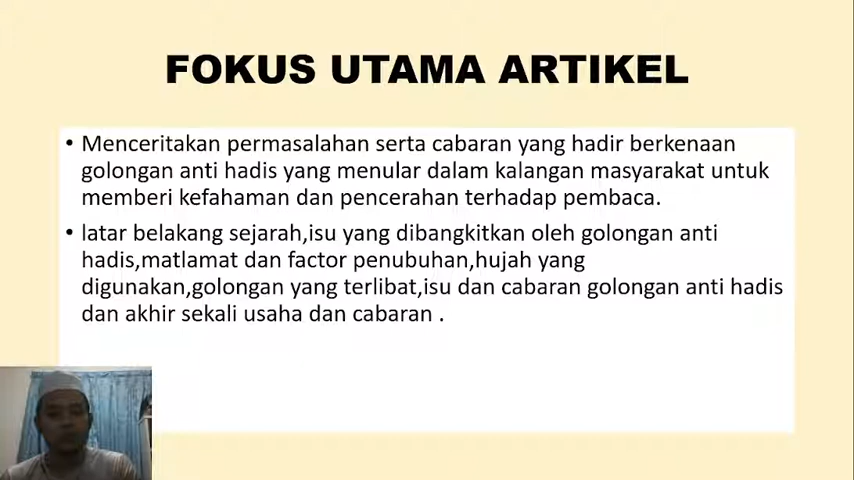 FOKUS UTAMA ARTIKEL
• Menceritakan permasalahan serta cabaran yang hadir berkenaan
golongan anti hadis yang menular dalam kalangan masyarakat untuk
memberi kefahaman dan pencerahan terhadap pembaca.
• latar belakang sejarah,isu yang dibangkitkan oleh golongan anti
hadis,matlamat dan factor penubuhan,hujah yang
digunakan,golongan yang terlibat,isu dan cabaran golongan anti hadis
dan akhir sekali usaha dan cabaran .